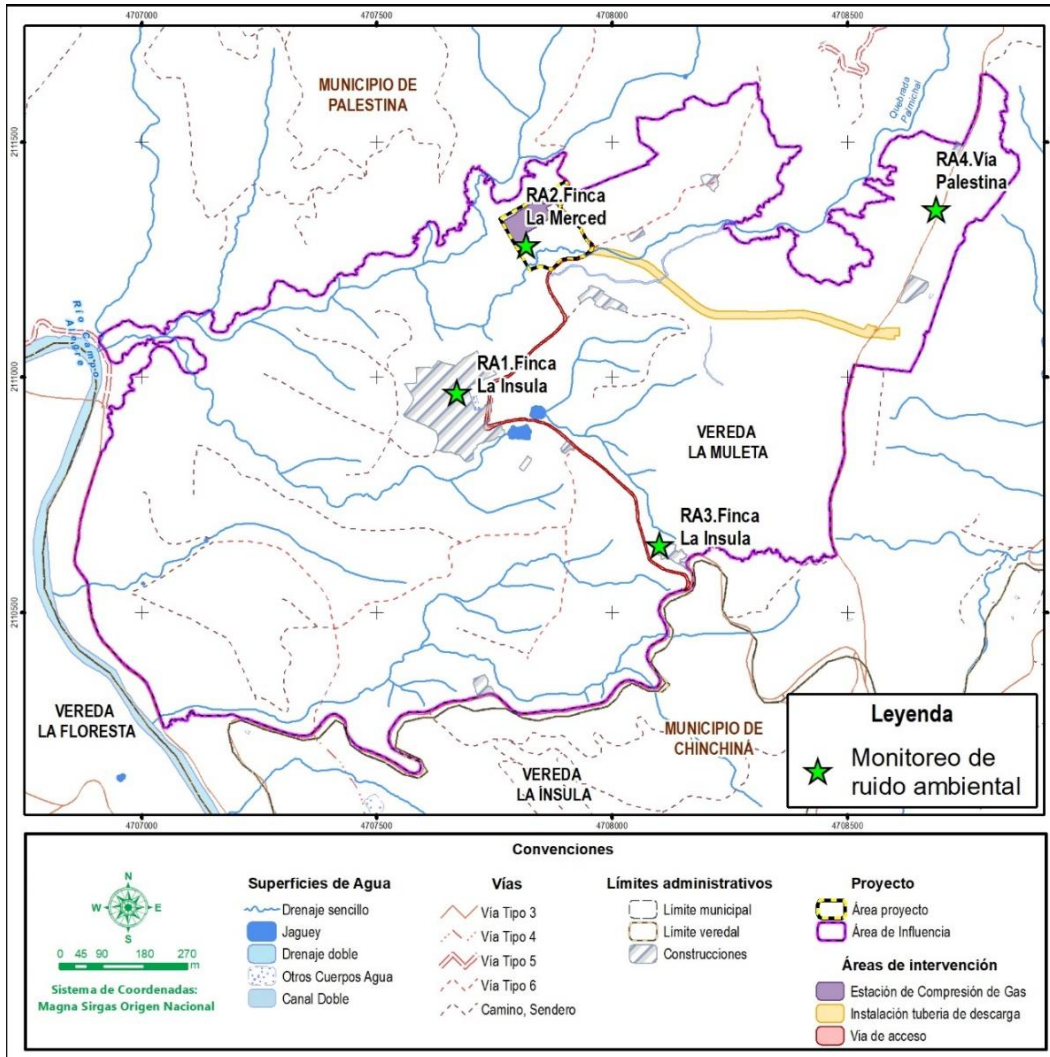 4707000
4707500
4708000
4708500
2111500
2111000
2110500
MUNICIPIO DE
PALESTINA
Quebrada
Palmichal
RA4.Vía
Palestina
RA2.Finca
La Merced
Río Campo
Alegre
RA1.Finca
La Insula
VEREDA
LA MULETA
RA3.Finca
La Insula
VEREDA
LA FLORESTA
MUNICIPIO DE
CHINCHINÁ
VEREDA
LA ÍNSULA
Leyenda
Monitoreo de
ruido ambiental
4707000
4707500
4708000
4708500
Convenciones
N
W
E
S
0 45 90 180 270
m
Sistema de Coordenadas:
Magna Sirgas Origen Nacional
Superficies de Agua
Drenaje sencillo
Jaguey
Drenaje doble
Otros Cuerpos Agua
Canal Doble
Vías
Vía Tipo 3
Vía Tipo 4
Vía Tipo 5
Vía Tipo 6
Camino, Sendero
Límites administrativos
Límite municipal
Límite veredal
Construcciones
Proyecto
Área proyecto
Área de Influencia
Áreas de intervención
Estación de Compresión de Gas
Instalación tuberia de descarga
Via de acceso